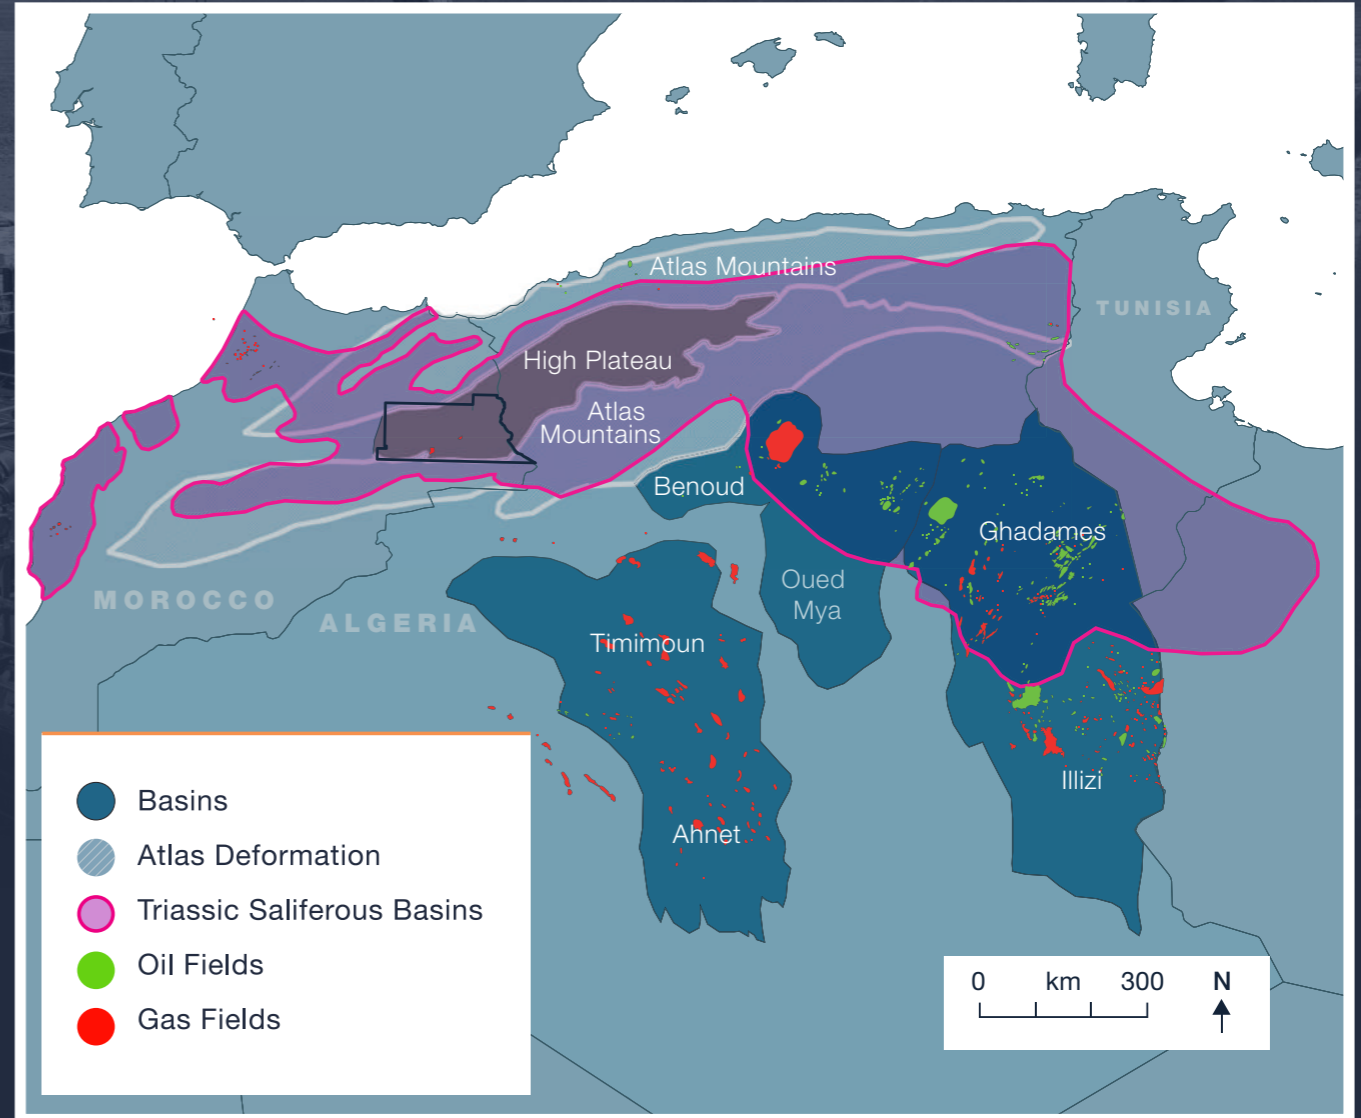 Atlas Mountains
TUNISIA
High Plateau
Atlas
Mountains
Benoud
Ghadames
Oued
Mya
MOROCCO
ALGERIA
Timimoun
Illizi
Ahnet
Basins
Atlas Deformation
Triassic Saliferous Basins
Oil Fields
Gas Fields
0 km 300 N